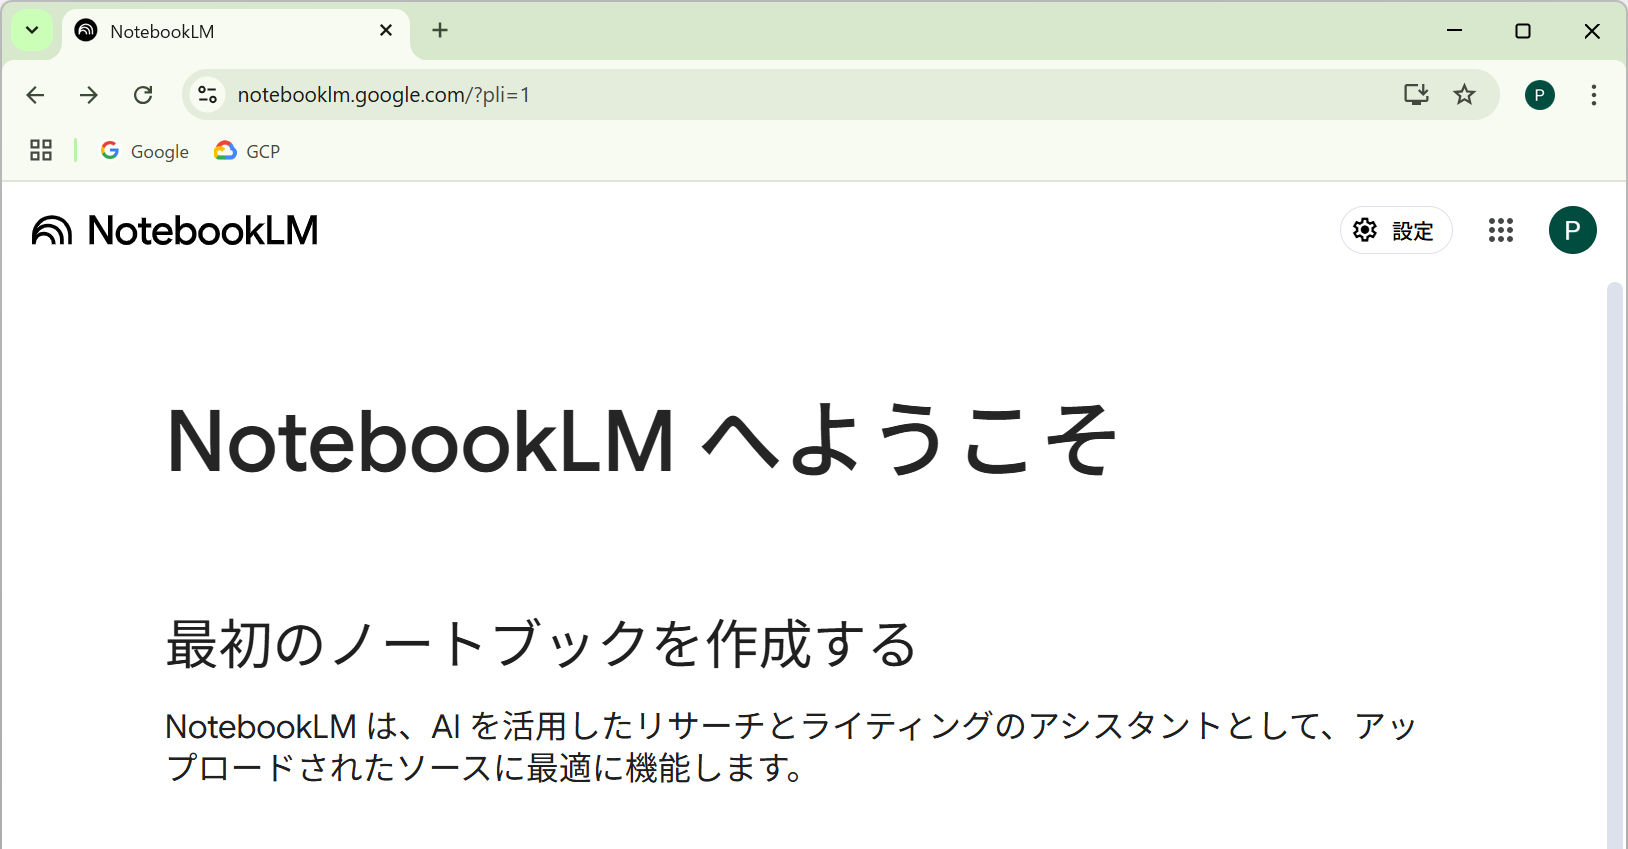 NotebookLM
notebooklm.google.com/?pli=1
P
Google GCP
NotebookLM 設定 P
NotebookLM へようこそ
最初のノートブックを作成する
NotebookLM は、AI を活用したリサーチとライティングのアシスタントとして、アッ
プロードされたソースに最適に機能します。